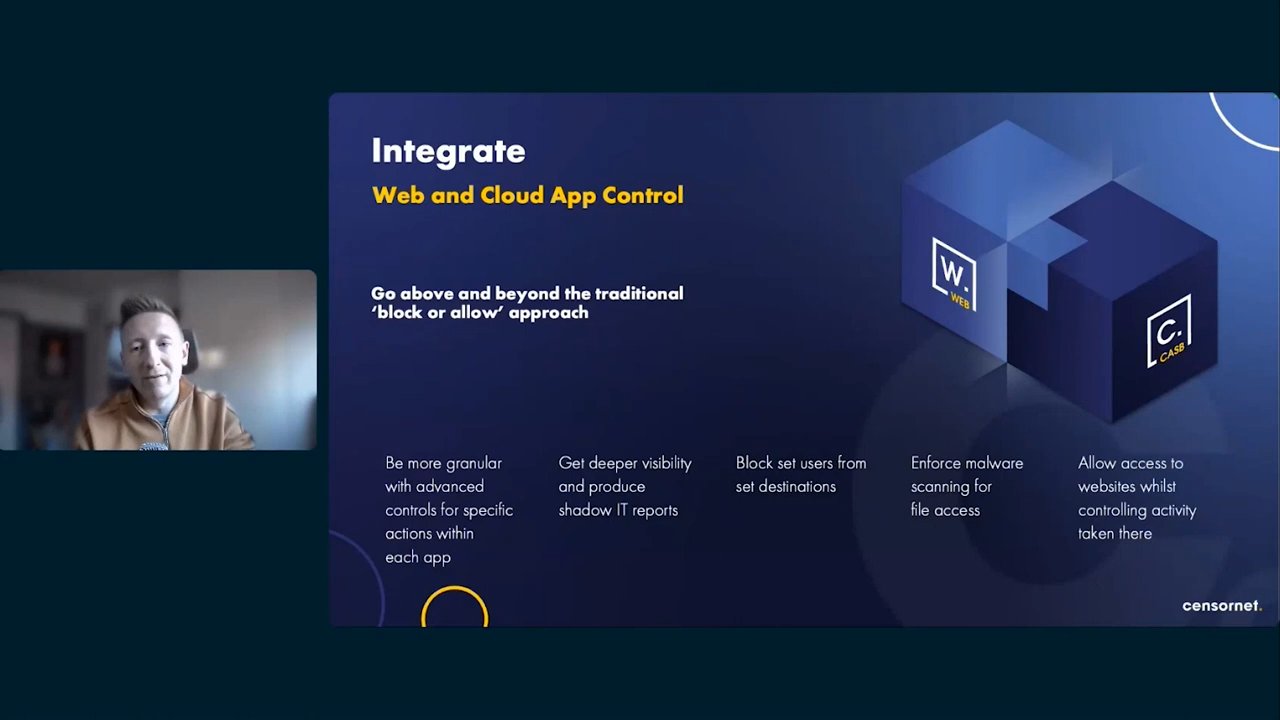 Integrate
Web and Cloud App Control
Go above and beyond the traditional
‘block or allow’ approach
W.
WEB
C.
CASB
Be more granular
with advanced
controls for specific
actions within
each app
Get deeper visibility
and produce
shadow IT reports
Block set users from
set destinations
Enforce malware
scanning for
file access
Allow access to
websites whilst
controlling activity
taken there
censornet.